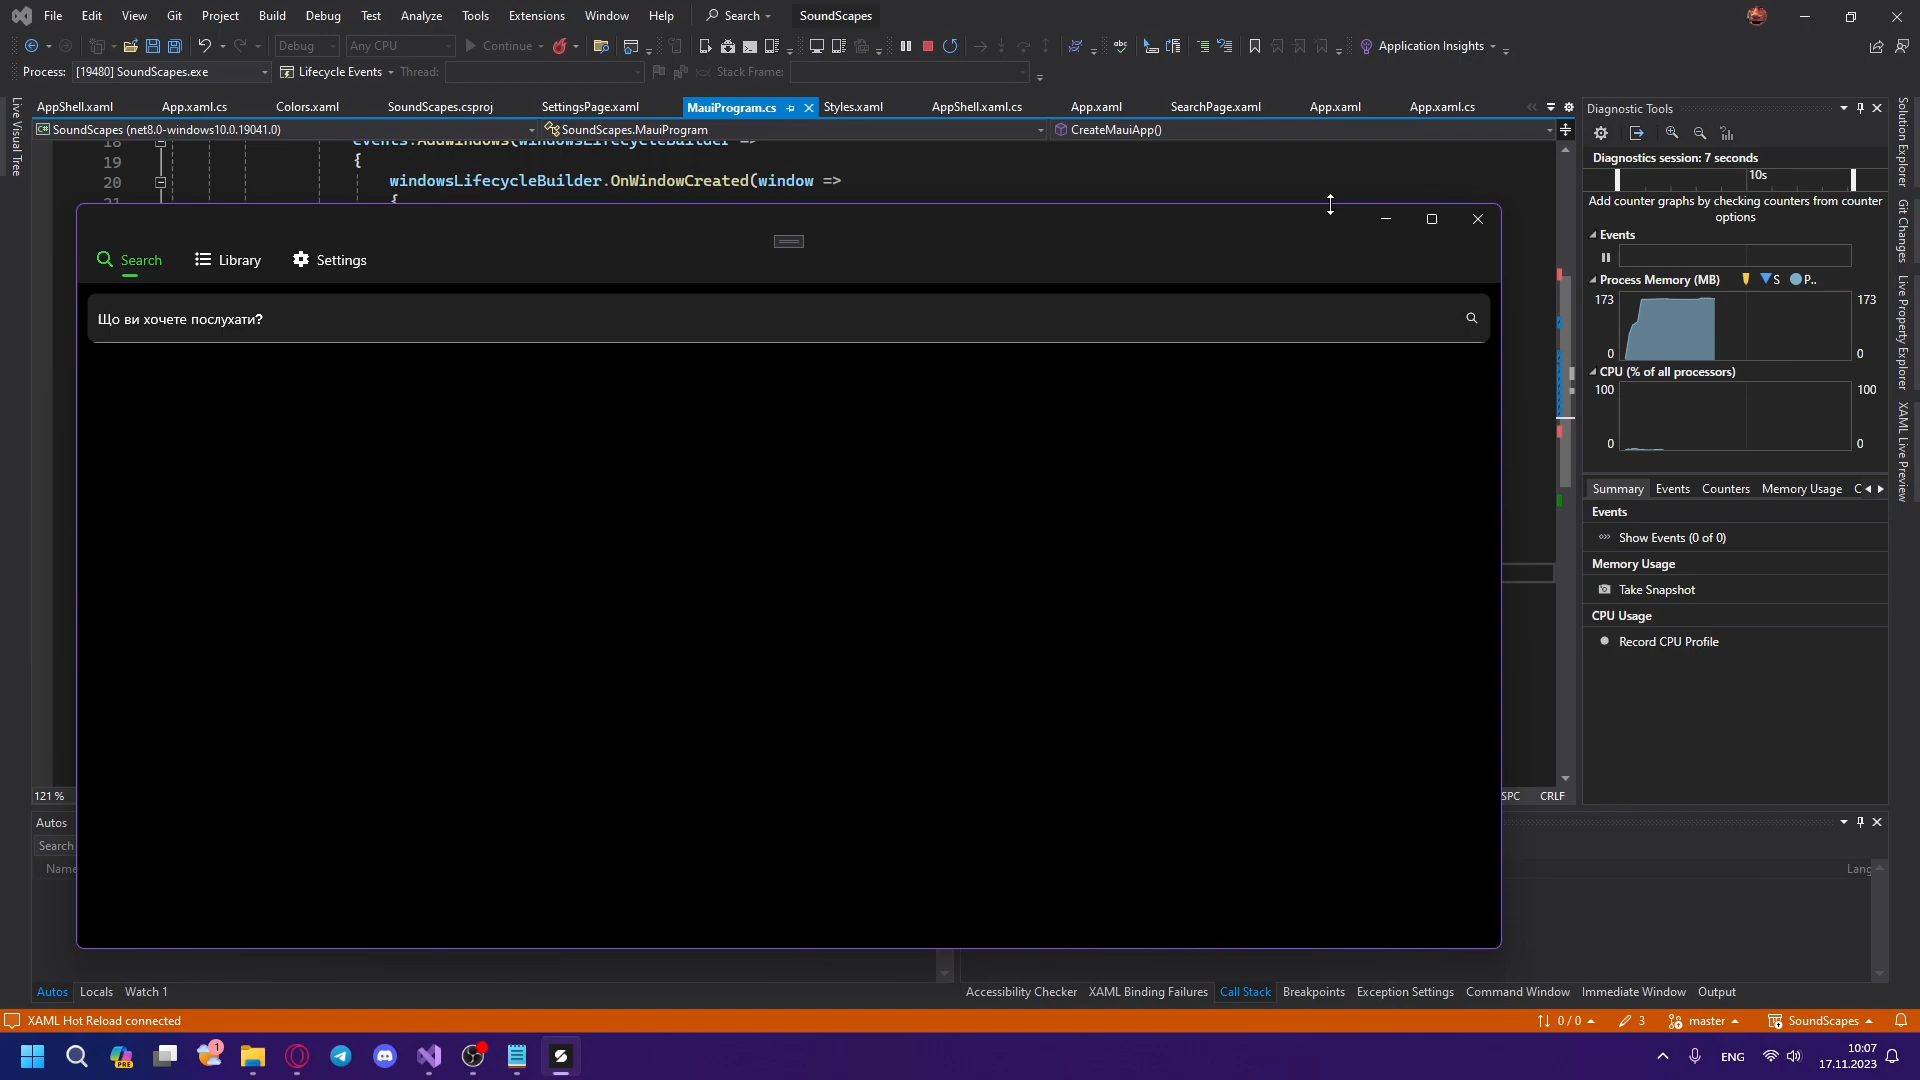 File Edit View Git Project Build Debug Test Analyze Tools Extensions Window Help Search SoundScapes
Debug Any CPU Continue Application Insights
Process: [19480] SoundScapes.exe Lifecycle Events Thread: Stack Frame:
AppShell.xaml App.xaml.cs Colors.xaml SoundScapes.csproj SettingsPage.xaml MauiProgram.cs Styles.xaml AppShell.xaml.cs App.xaml SearchPage.xaml App.xaml App.xaml.cs
SoundScapes (net8.0-windows10.0.19041.0) SoundScapes.MauiProgram CreateMauiApp()
18 events.AddWindows(windowsLifecycleBuilder =>
19 {
20 windowsLifecycleBuilder.OnWindowCreated(window =>
21 {
Search Library Settings
Що ви хочете послухати?
Live Visual Tree
121 %
SPC CRLF
Diagnostic Tools
Diagnostics session: 7 seconds
10s
Add counter graphs by checking counters from counter
options
Events
Process Memory (MB) S P..
173 173
0 0
CPU (% of all processors)
100 100
0 0
Summary Events Counters Memory Usage C
Events
Show Events (0 of 0)
Memory Usage
Take Snapshot
CPU Usage
Record CPU Profile
Solution Explorer
Git Changes
Live Property Explorer
XAML Live Preview
Autos
Search
Name
Lang
Autos Locals Watch 1
Accessibility Checker XAML Binding Failures Call Stack Breakpoints Exception Settings Command Window Immediate Window Output
XAML Hot Reload connected
0 / 0 3 master SoundScapes
PRE 1 ENG 10:07
17.11.2023